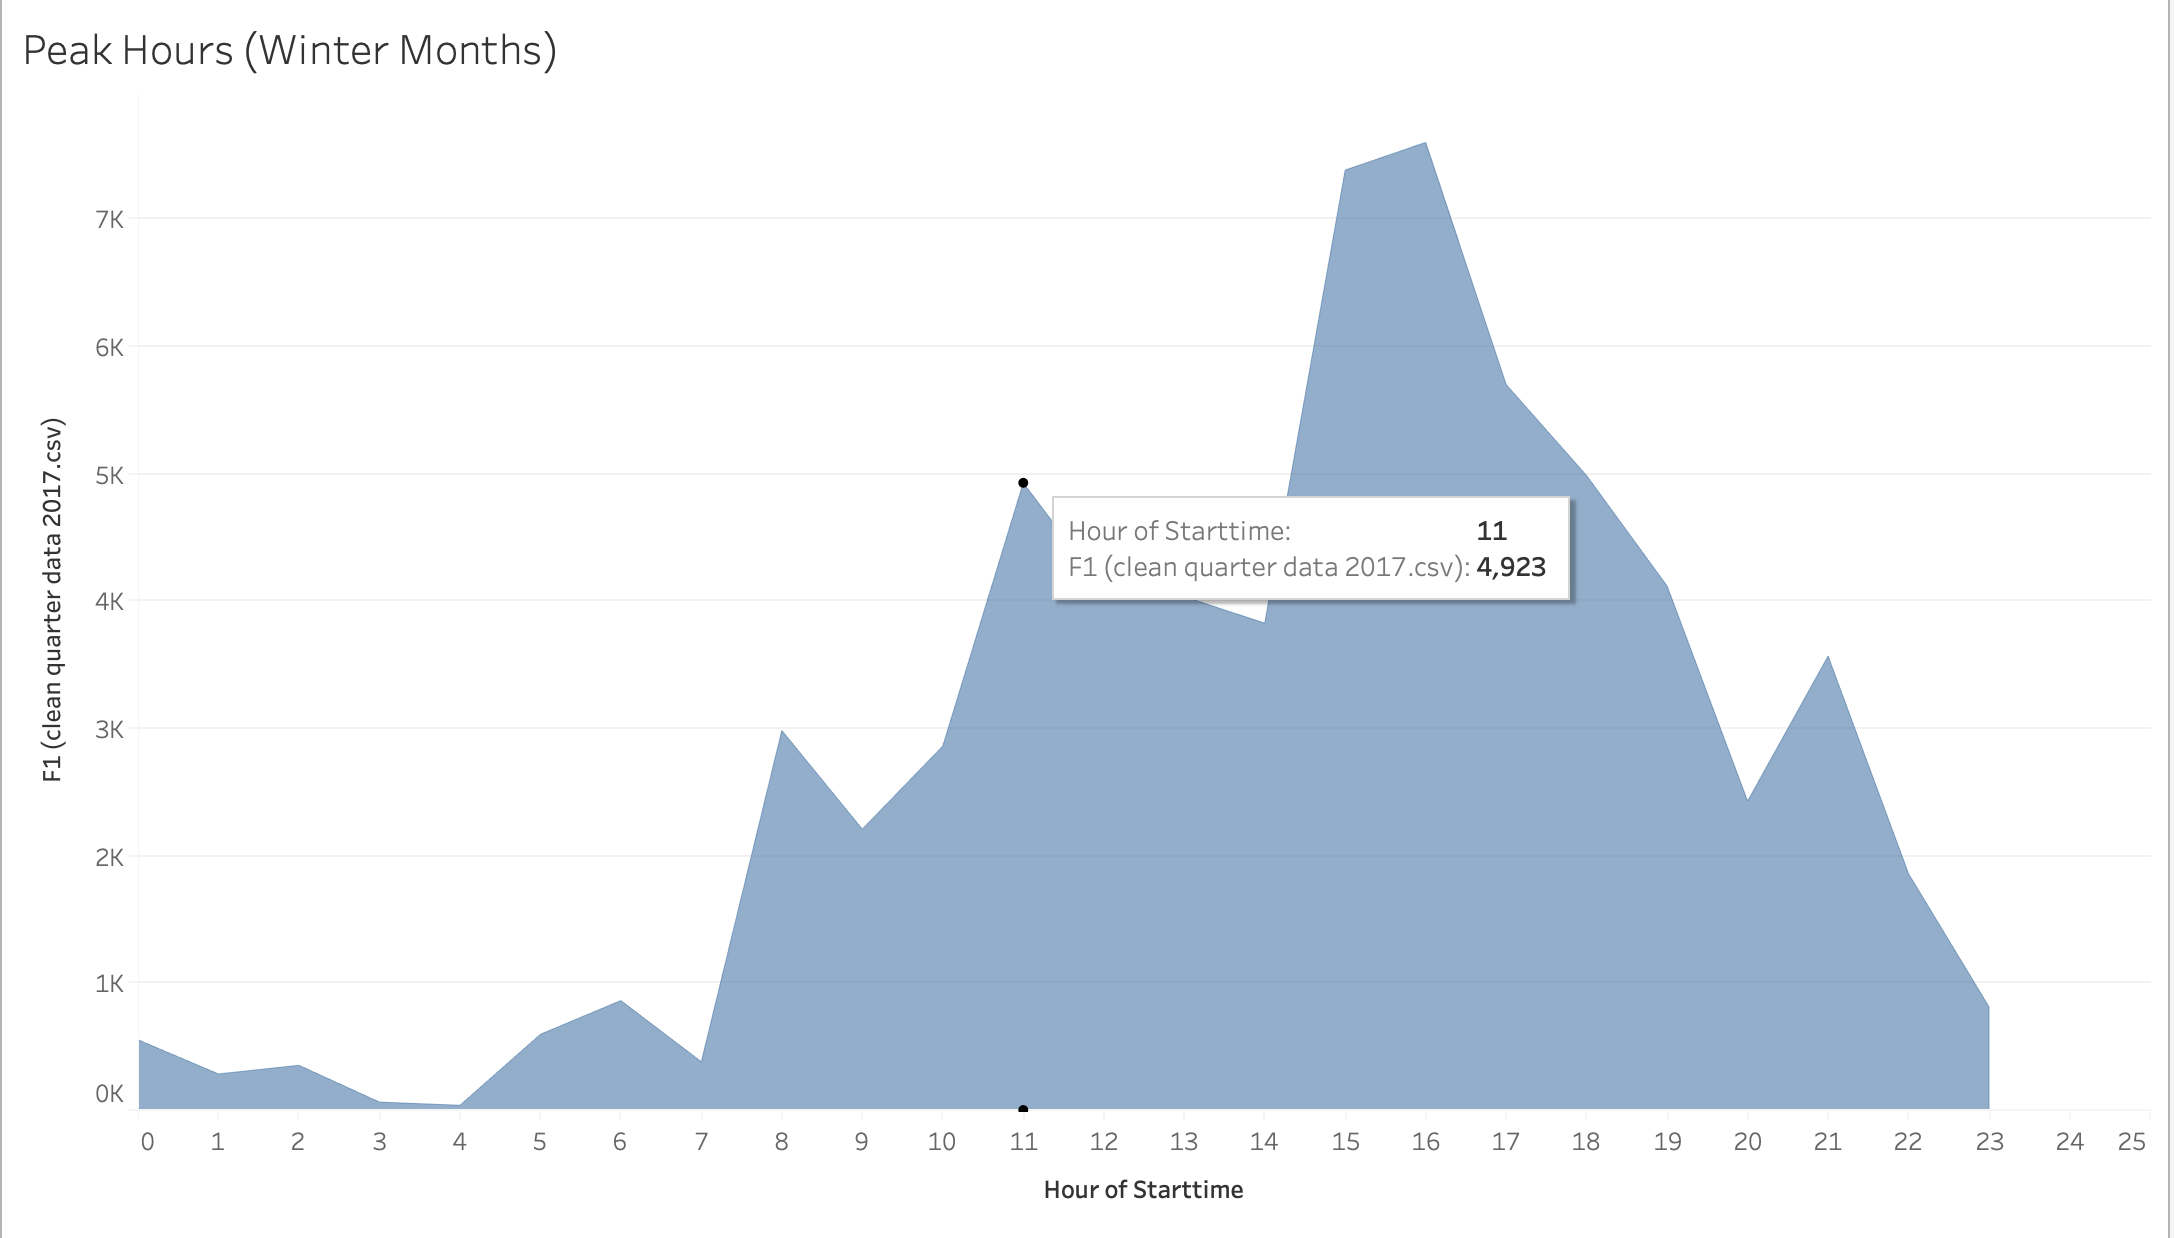 Peak Hours (Winter Months)
7K
6K
5K
4K
3K
2K
1K
0K
F1 (clean quarter data 2017.csv)
Hour of Starttime: 11
F1 (clean quarter data 2017.csv): 4,923
0 1 2 3 4 5 6 7 8 9 10 11 12 13 14 15 16 17 18 19 20 21 22 23 24 25
Hour of Starttime